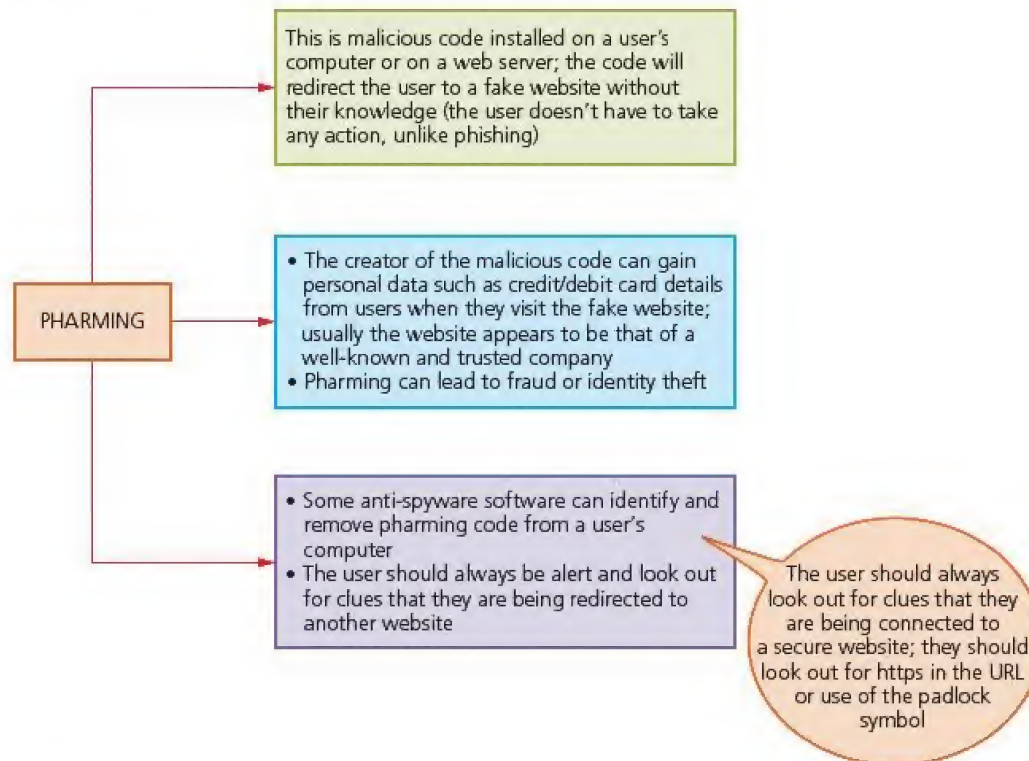 This is malicious code installed on a user's
computer or on a web server; the code will
redirect the user to a fake website without
their knowledge (the user doesn't have to take
any action, unlike phishing)
PHARMING
• The creator of the malicious code can gain
personal data such as credit/debit card details
from users when they visit the fake website;
usually the website appears to be that of a
well-known and trusted company
• Pharming can lead to fraud or identity theft
• Some anti-spyware software can identify and
remove pharming code from a user's
computer
• The user should always be alert and look out
for clues that they are being redirected to
another website
The user should always
look out for clues that they
are being connected to
a secure website; they should
look out for https in the URL
or use of the padlock
symbol